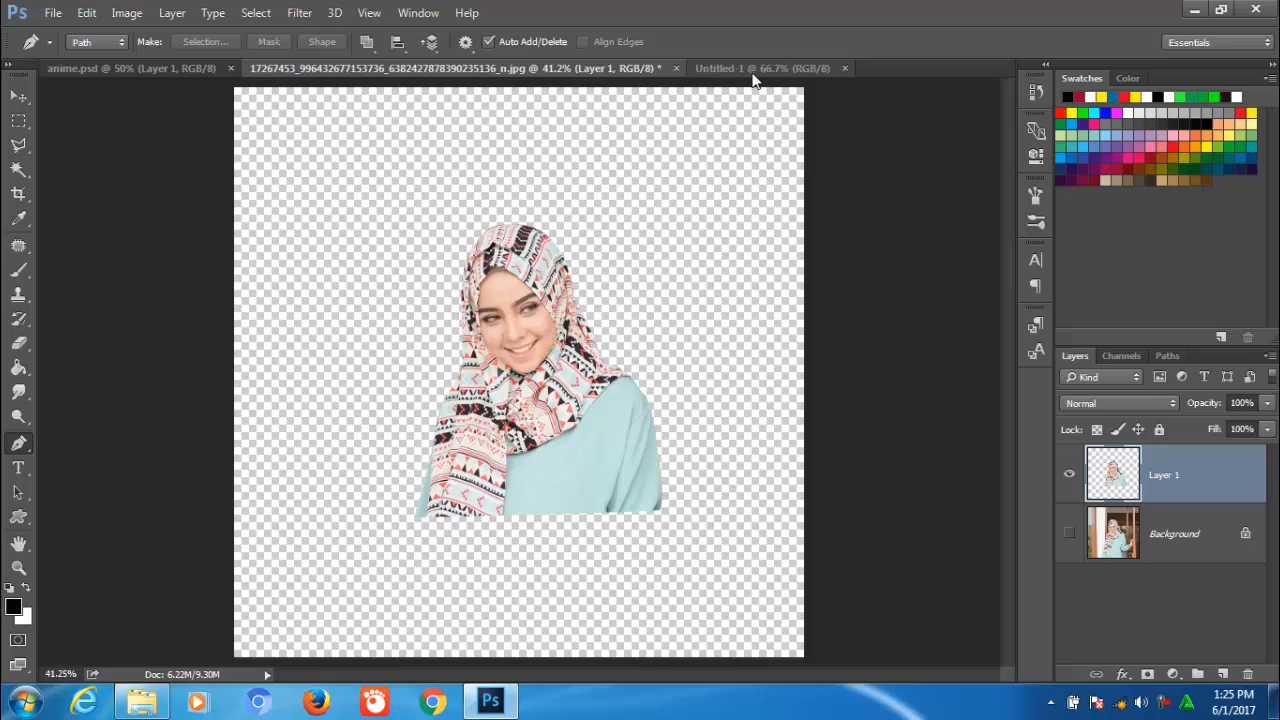 Ps File Edit Image Layer Type Select Filter 3D View Window Help
Path Make: Selection... Mask Shape Auto Add/Delete Align Edges Essentials
anime.psd @ 50% (Layer 1, RGB/8) × 17267453_996432677153736_6382427878390235136_n.jpg @ 41.2% (Layer 1, RGB/8) * × Untitled-1 @ 66.7% (RGB/8) ×
Swatches Color
Layers Channels Paths
Kind
Normal Opacity: 100%
Lock: Fill: 100%
Layer 1
Background
41.25% Doc: 6.22M/9.30M
Ps
1:25 PM
6/1/2017